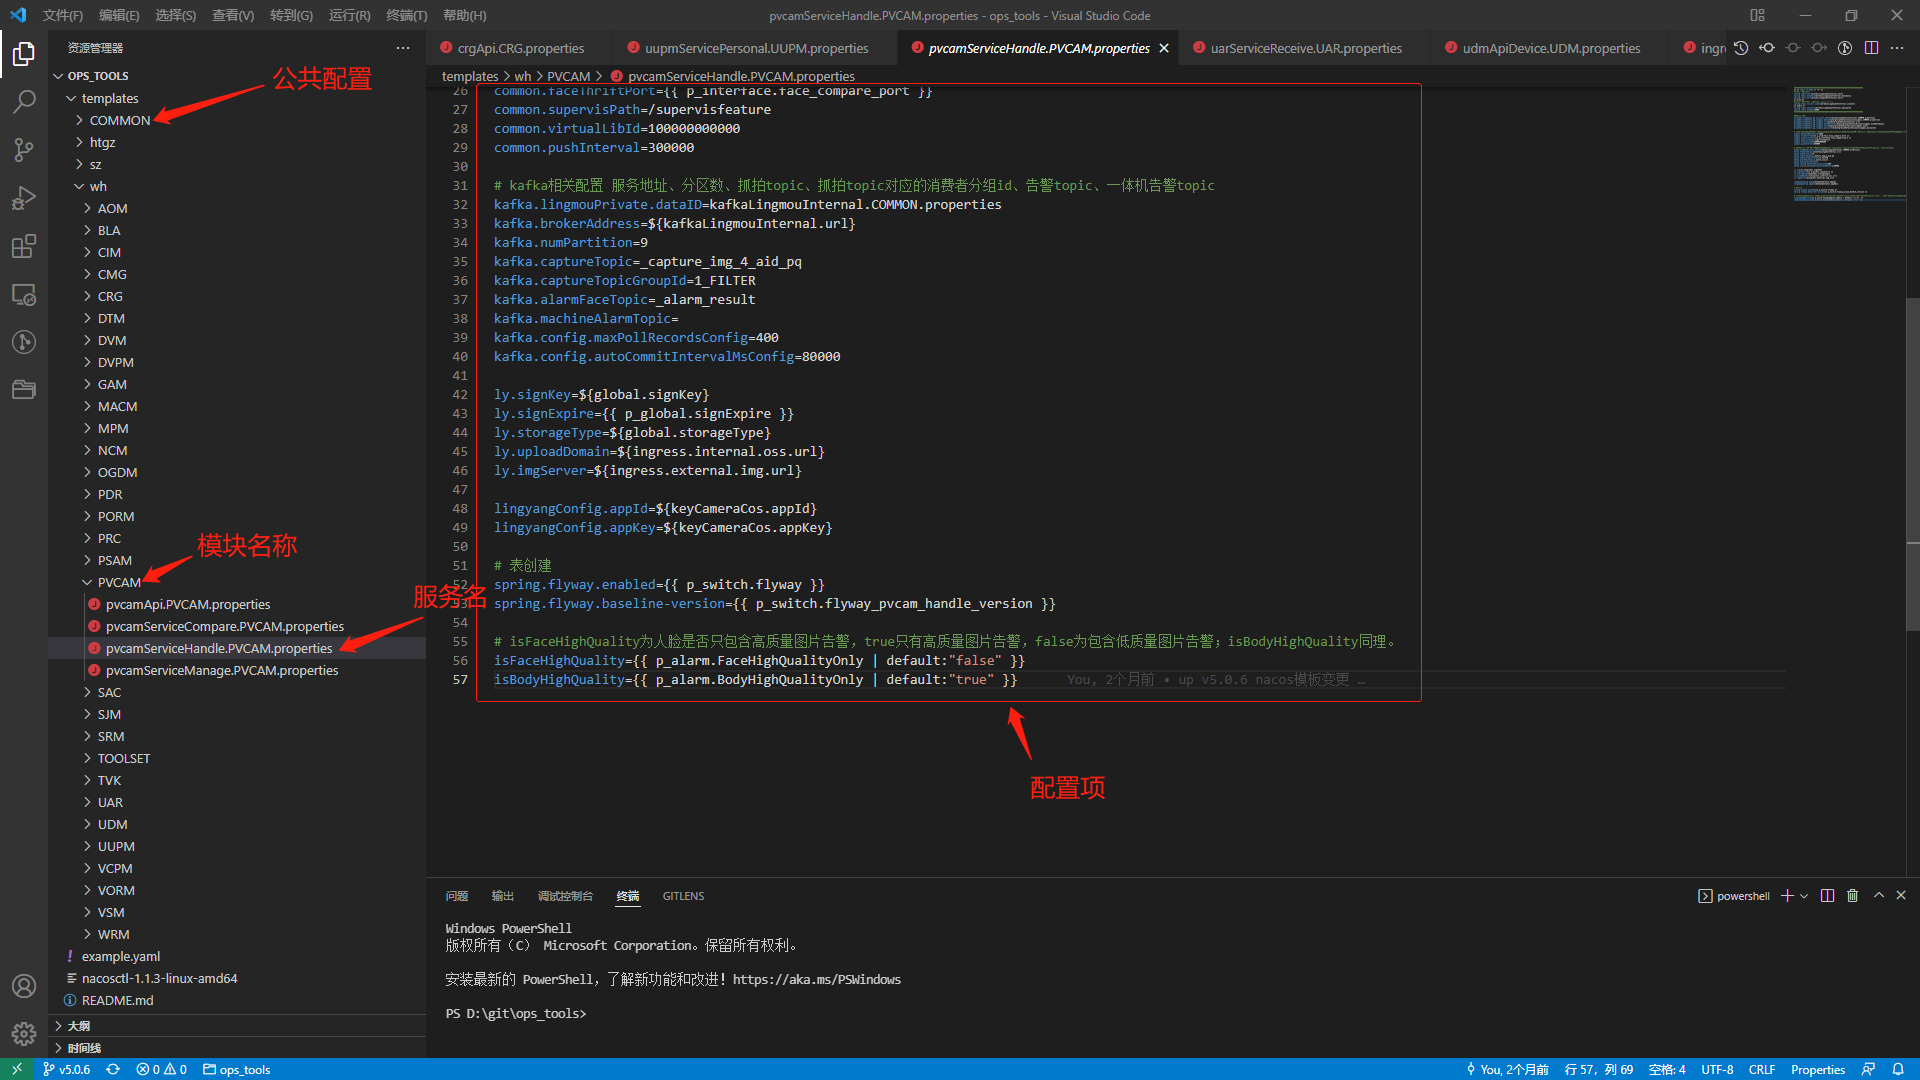 文件(F) 编辑(E) 选择(S) 查看(V) 转到(G) 运行(R) 终端(T) 帮助(H)
pvcamServiceHandle.PVCAM.properties - ops_tools - Visual Studio Code
资源管理器
OPS_TOOLS
templates
COMMON
公共配置
htgz
sz
wh
AOM
BLA
CIM
CMG
CRG
DTM
DVM
DVPM
GAM
MACM
MPM
NCM
OGDM
PDR
PORM
PRC
PSAM
模块名称
PVCAM
pvcamApi.PVCAM.properties
pvcamServiceCompare.PVCAM.properties
pvcamServiceHandle.PVCAM.properties
pvcamServiceManage.PVCAM.properties
服务名
SAC
SJM
SRM
TOOLSET
TVK
UAR
UDM
UUPM
VCPM
VORM
VSM
WRM
example.yaml
nacosctl-1.1.3-linux-amd64
README.md
大纲
时间线
crgApi.CRG.properties
uupmServicePersonal.UUPM.properties
pvcamServiceHandle.PVCAM.properties
uarServiceReceive.UAR.properties
udmApiDevice.UDM.properties
ingr
templates > wh > PVCAM > pvcamServiceHandle.PVCAM.properties
26 common.faceThriftPort={{ p_interface.face_compare_port }}
27 common.supervisPath=/supervisfeature
28 common.virtualLibId=100000000000
29 common.pushInterval=300000
30
31 # kafka相关配置 服务地址、分区数、抓拍topic、抓拍topic对应的消费者分组id、告警topic、一体机告警topic
32 kafka.lingmouPrivate.dataID=kafkaLingmouInternal.COMMON.properties
33 kafka.brokerAddress=${kafkaLingmouInternal.url}
34 kafka.numPartition=9
35 kafka.captureTopic=_capture_img_4_aid_pq
36 kafka.captureTopicGroupId=1_FILTER
37 kafka.alarmFaceTopic=_alarm_result
38 kafka.machineAlarmTopic=
39 kafka.config.maxPollRecordsConfig=400
40 kafka.config.autoCommitIntervalMsConfig=80000
41
42 ly.signKey=${global.signKey}
43 ly.signExpire={{ p_global.signExpire }}
44 ly.storageType=${global.storageType}
45 ly.uploadDomain=${ingress.internal.oss.url}
46 ly.imgServer=${ingress.external.img.url}
47
48 lingyangConfig.appId=${keyCameraCos.appId}
49 lingyangConfig.appKey=${keyCameraCos.appKey}
50
51 # 表创建
52 spring.flyway.enabled={{ p_switch.flyway }}
53 spring.flyway.baseline-version={{ p_switch.flyway_pvcam_handle_version }}
54
55 # isFaceHighQuality为人脸是否只包含高质量图片告警，true只有高质量图片告警，false为包含低质量图片告警；isBodyHighQuality同理。
56 isFaceHighQuality={{ p_alarm.FaceHighQualityOnly | default:"false" }}
57 isBodyHighQuality={{ p_alarm.BodyHighQualityOnly | default:"true" }} You, 2个月前 • up v5.0.6 nacos模板变更 …
配置项
问题 输出 调试控制台 终端 GITLENS
powershell
Windows PowerShell
版权所有（C） Microsoft Corporation。保留所有权利。
安装最新的 PowerShell，了解新功能和改进！https://aka.ms/PSWindows
PS D:\git\ops_tools>
v5.0.6 0 0 ops_tools
You, 2个月前 行 57，列 69 空格: 4 UTF-8 CRLF Properties